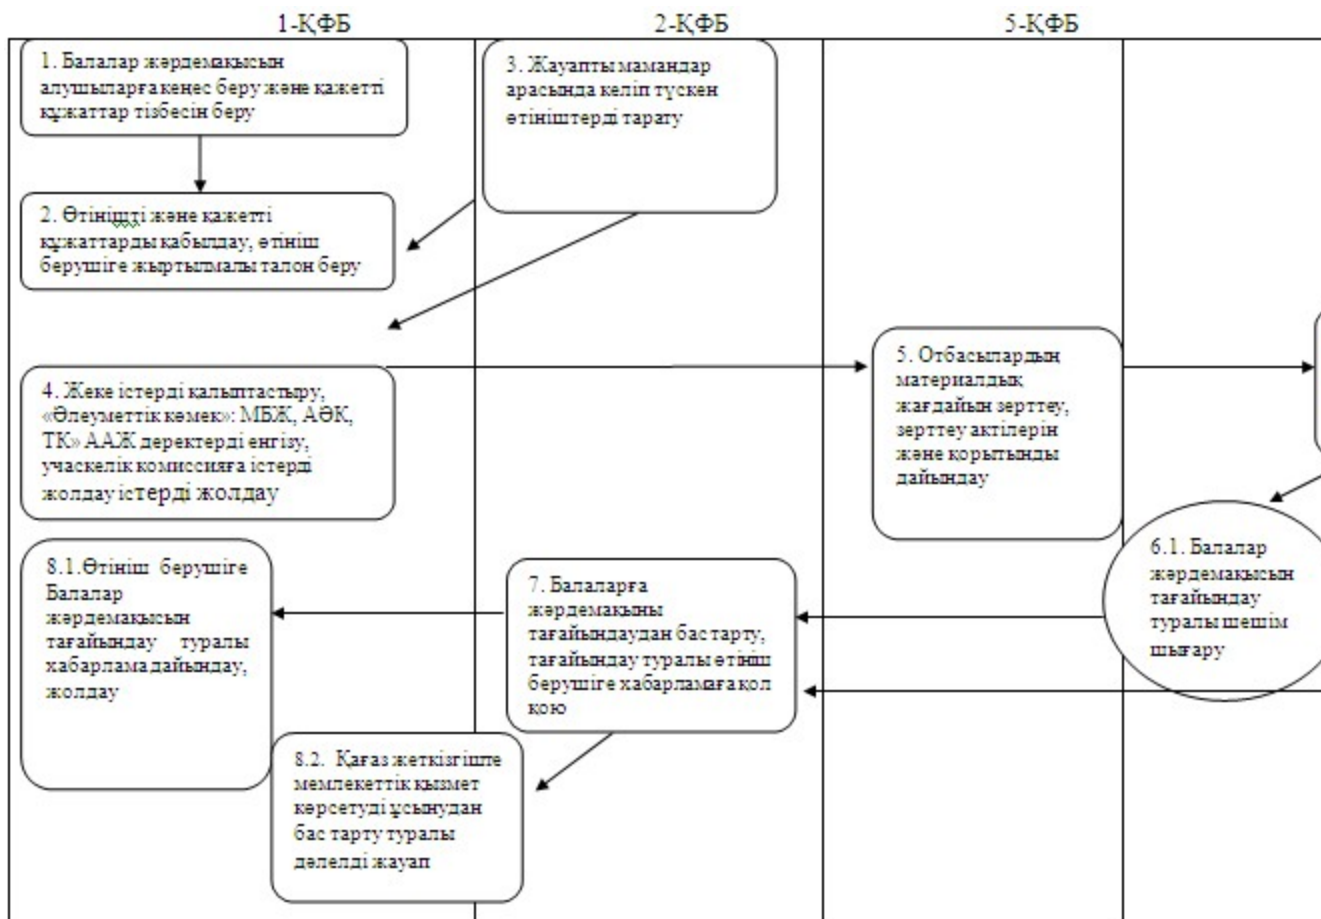 1-ҚФБ
2-ҚФБ
5-ҚФБ
1. Балалар жәрдемақысын
алушыларға кеңес беру және қажетті
құжаттар тізбесін беру
3. Жауапты мамандар
арасында келіп түскен
өтініштерді тарату
2. Өтінішті және қажетті
құжаттарды қабылдау, өтініш
берушіге жыртылмалы талон беру
4. Жеке істерді қалыптастыру,
«Әлеуметтік көмек»: МБЖ, АӘК,
ТК» ААЖ деректерді енгізу,
учаскелік комиссияға істерді
жолдау істерді жолдау
5. Отбасылардың
материалдық
жағдайын зерттеу,
зерттеу актілерін
және қорытынды
дайындау
6.1. Балалар
жәрдемақысын
тағайындау
туралы шешім
шығару
7. Балаларға
жәрдемақыны
тағайындаудан бас тарту,
тағайындау туралы өтініш
берушіге хабарламаға қол
қою
8.1.Өтініш берушіге
Балалар
жәрдемақысын
тағайындау туралы
хабарлама дайындау,
жолдау
8.2. Қағаз жеткізгіште
мемлекеттік қызмет
көрсетуді ұсынудан
бас тарту туралы
дәлелді жауап